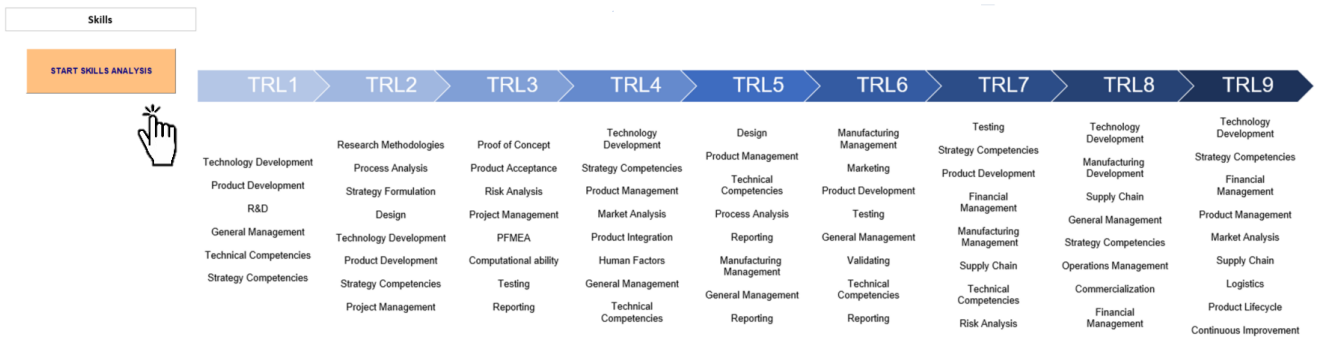 Skills
START SKILLS ANALYSIS
TRL1
TRL2
TRL3
TRL4
TRL5
TRL6
TRL7
TRL8
TRL9
Technology Development
Product Development
R&D
General Management
Technical Competencies
Strategy Competencies
Research Methodologies
Process Analysis
Strategy Formulation
Design
Technology Development
Product Development
Strategy Competencies
Project Management
Proof of Concept
Product Acceptance
Risk Analysis
Project Management
PFMEA
Computational ability
Testing
Reporting
Technology
Development
Strategy Competencies
Product Management
Market Analysis
Product Integration
Human Factors
General Management
Technical
Competencies
Design
Product Management
Technical
Competencies
Process Analysis
Reporting
Manufacturing
Management
General Management
Reporting
Manufacturing
Management
Marketing
Product Development
Testing
General Management
Validating
Technical
Competencies
Reporting
Testing
Strategy Competencies
Product Development
Financial
Management
Manufacturing
Management
Supply Chain
Technical
Competencies
Risk Analysis
Technology
Development
Manufacturing
Development
Supply Chain
General Management
Strategy Competencies
Operations Management
Commercialization
Financial
Management
Technology
Development
Strategy Competencies
Financial
Management
Product Management
Market Analysis
Supply Chain
Logistics
Product Lifecycle
Continuous Improvement